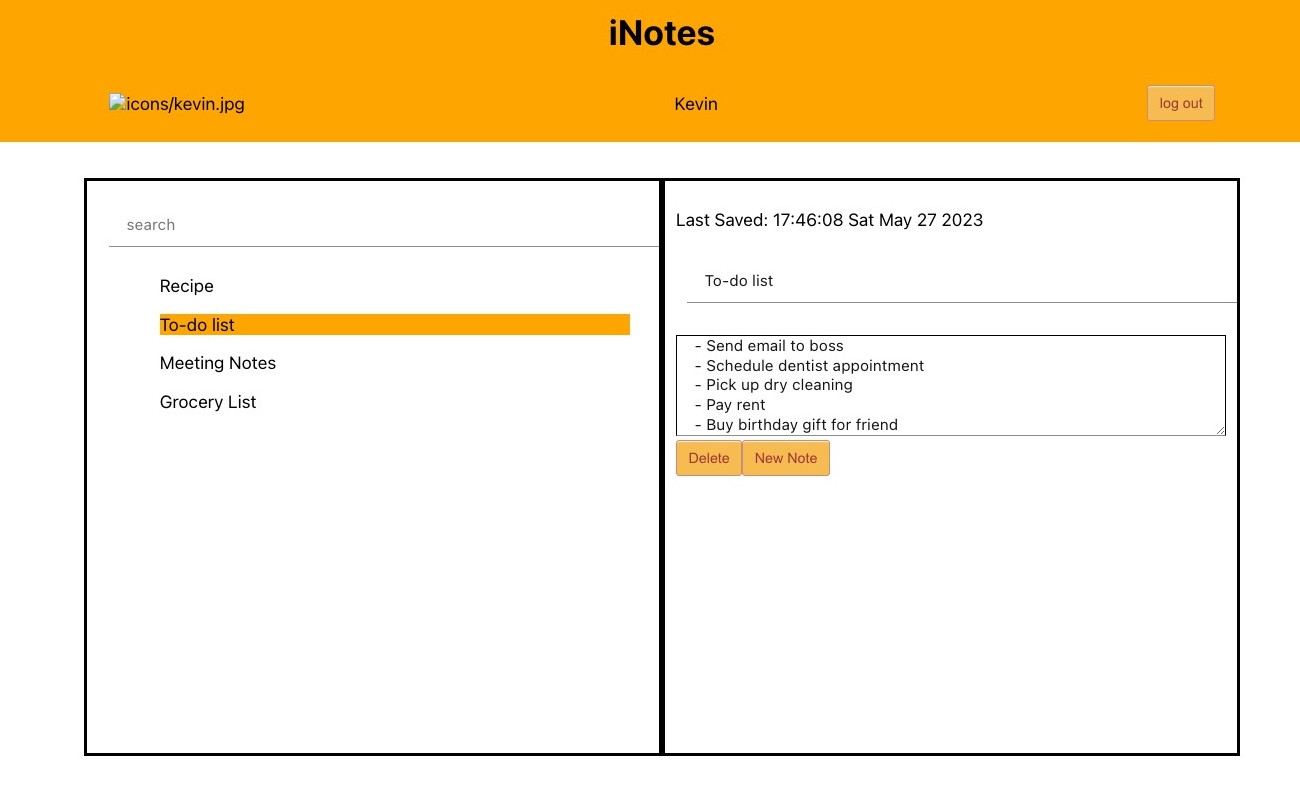 iNotes
icons/kevin.jpg
Kevin
log out
search
Recipe
To-do list
Meeting Notes
Grocery List
Last Saved: 17:46:08 Sat May 27 2023
To-do list
- Send email to boss
- Schedule dentist appointment
- Pick up dry cleaning
- Pay rent
- Buy birthday gift for friend
Delete
New Note